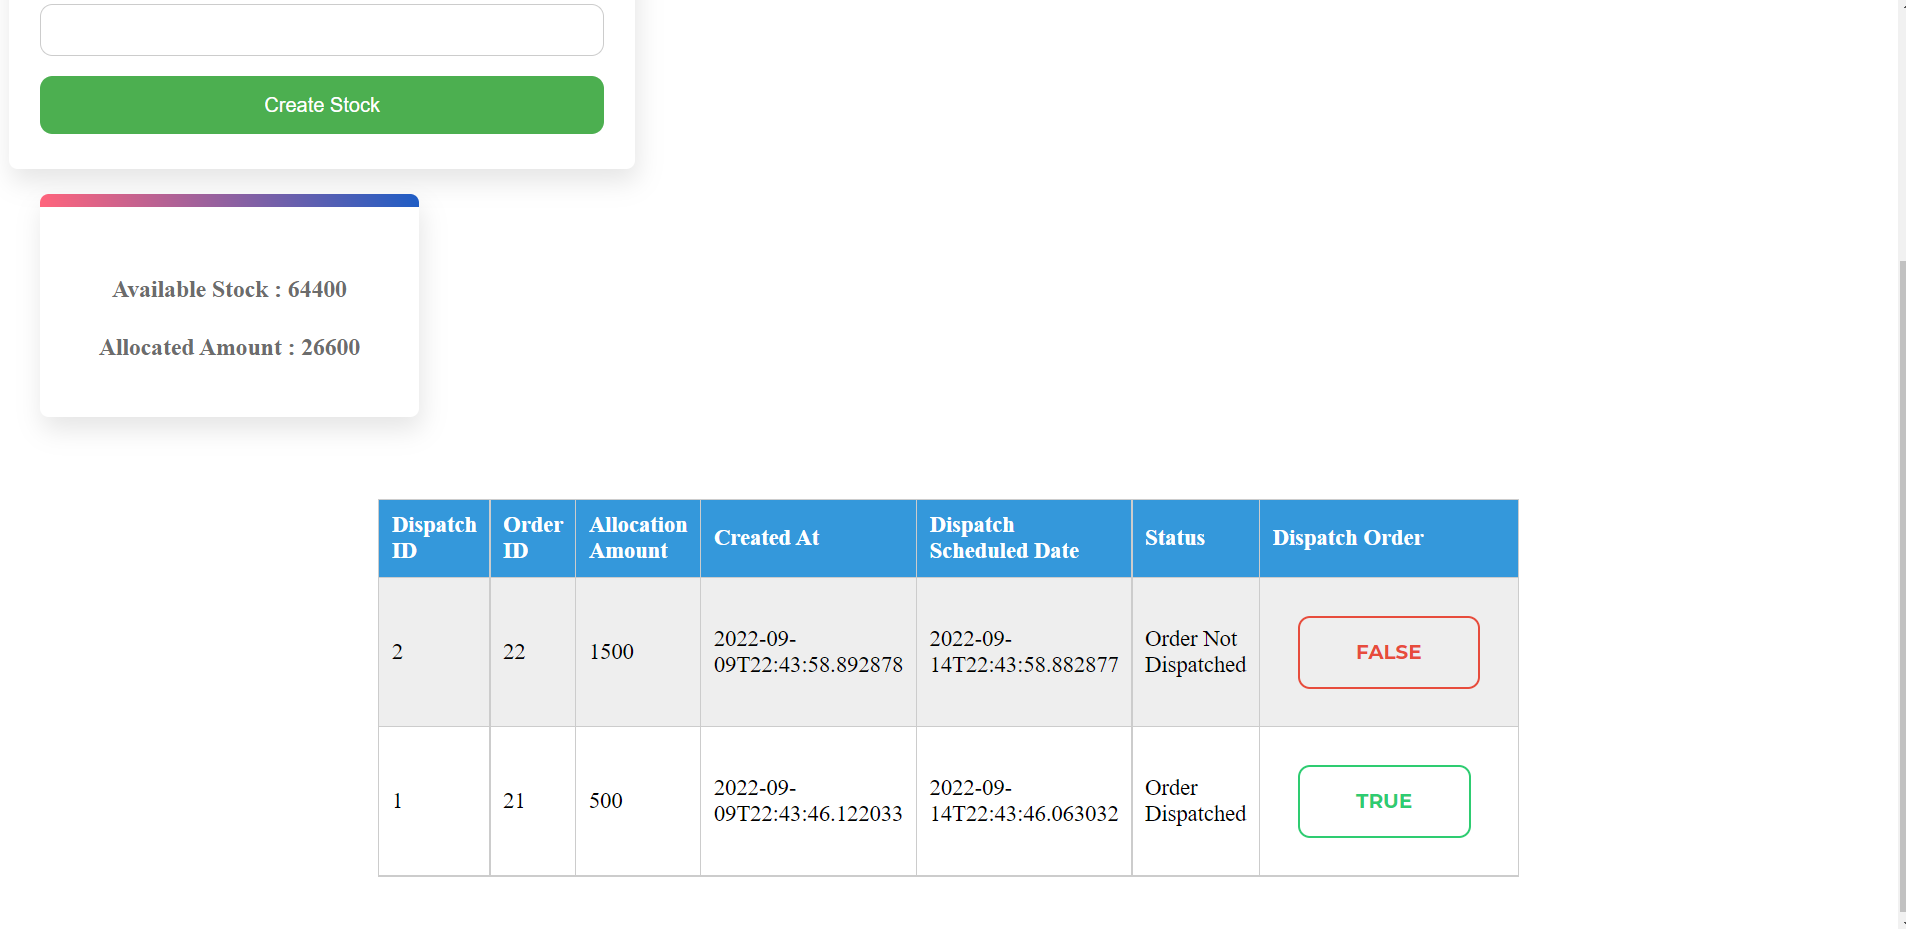 Create Stock
Available Stock : 64400
Allocated Amount : 26600
Dispatch ID Order ID Allocation Amount Created At Dispatch Scheduled Date Status Dispatch Order
2 22 1500 2022-09-09T22:43:58.892878 2022-09-14T22:43:58.882877 Order Not Dispatched FALSE
1 21 500 2022-09-09T22:43:46.122033 2022-09-14T22:43:46.063032 Order Dispatched TRUE